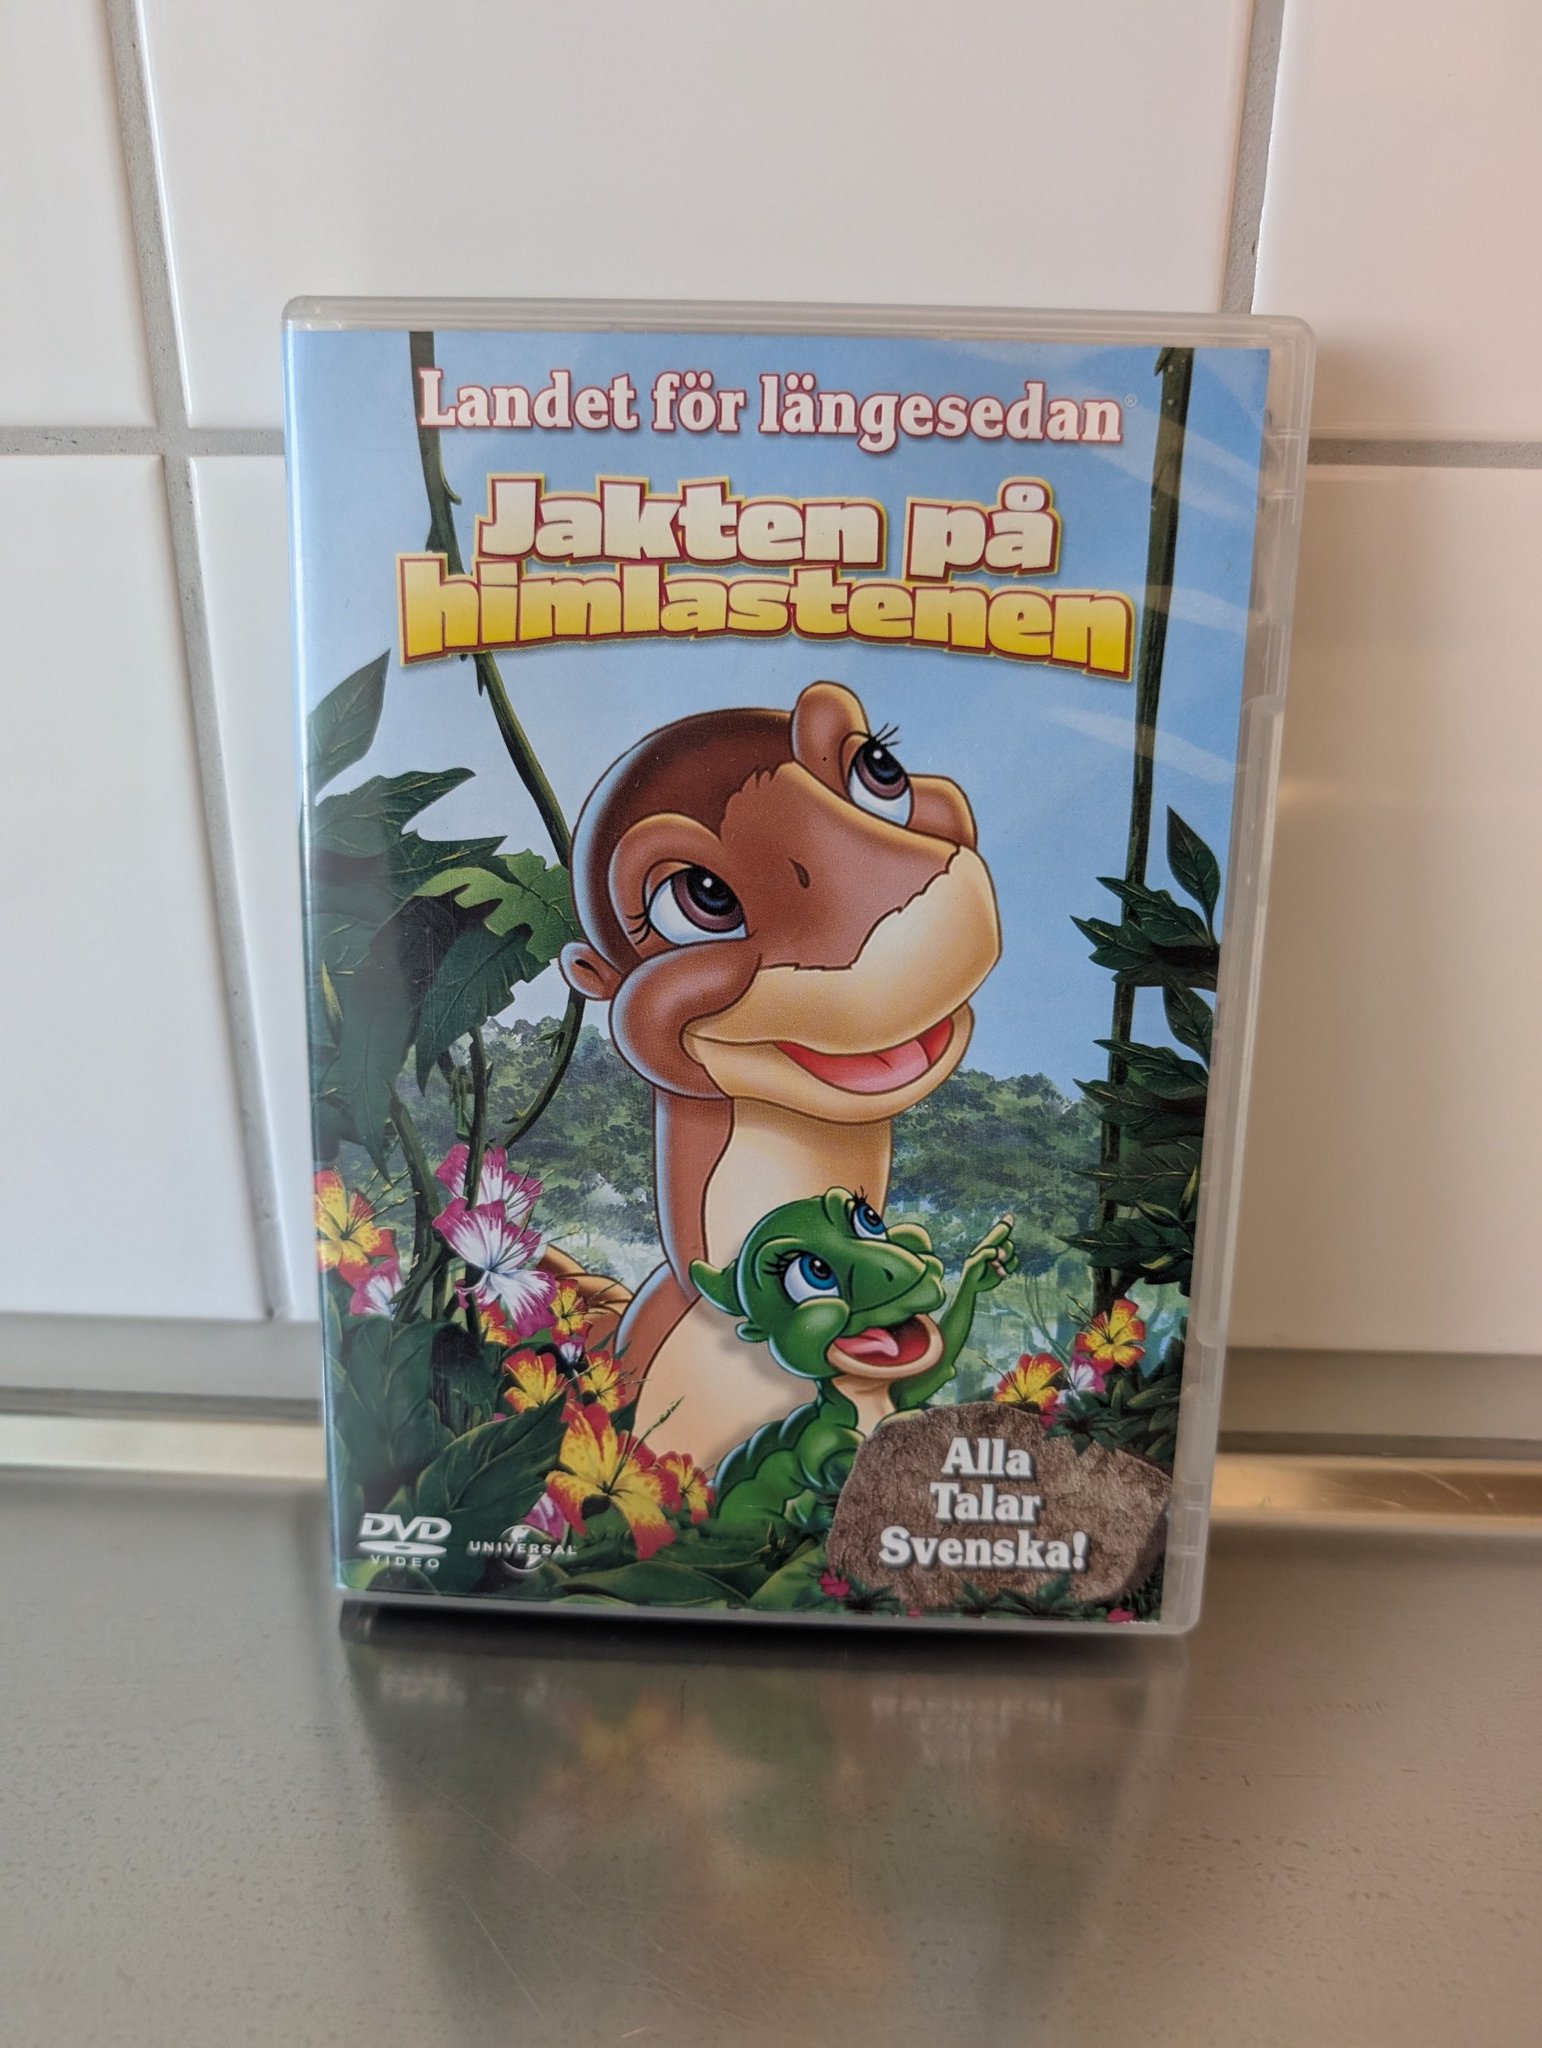 Landet för längesedan®
Jakten på
himlastenen
Alla
Talar
Svenska!
DVD
VIDEO
UNIVERSAL